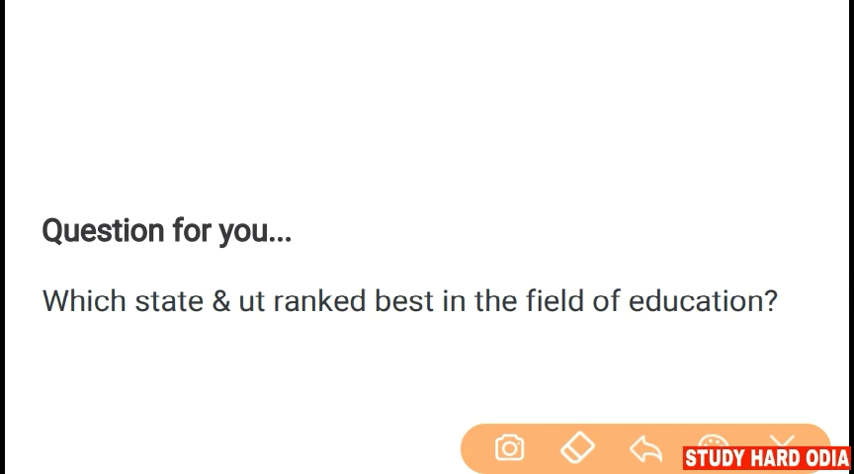 Question for you...
Which state & ut ranked best in the field of education?
STUDY HARD ODIA